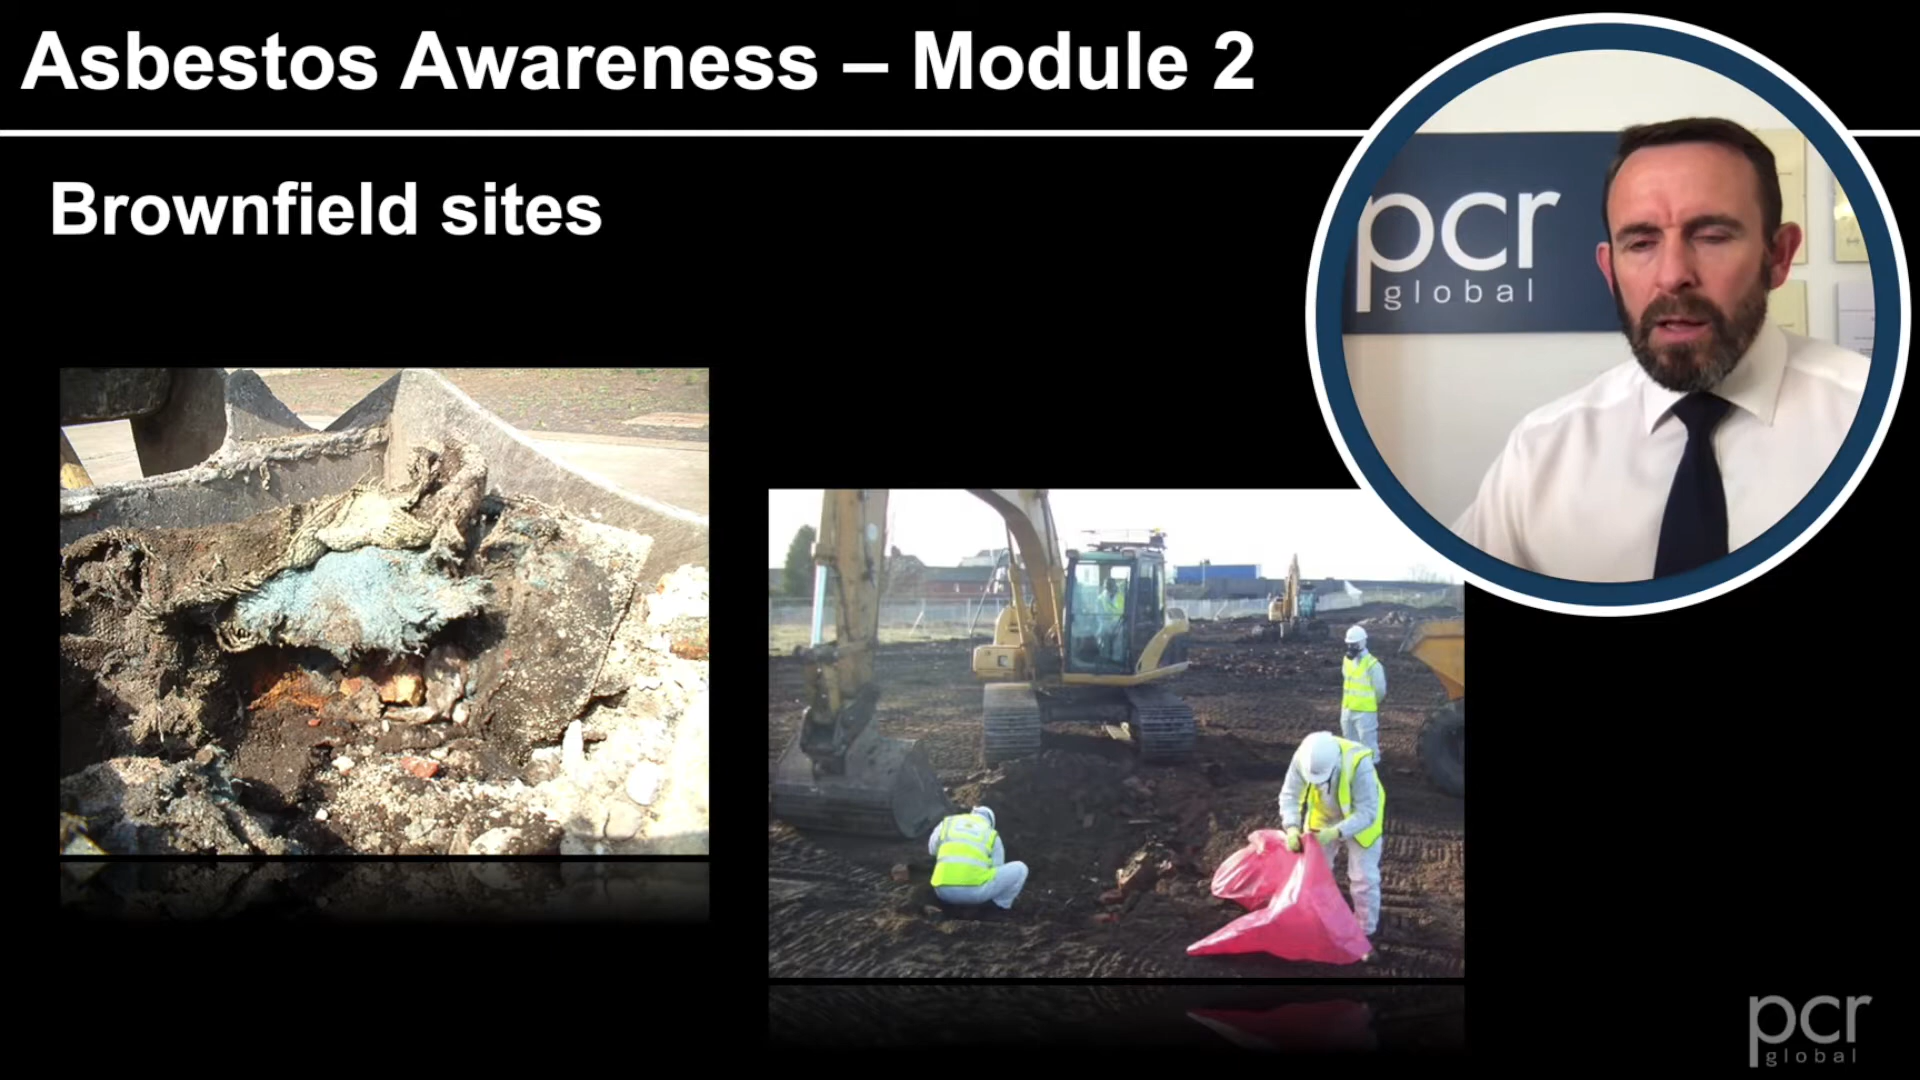 Asbestos Awareness – Module 2
Brownfield sites
pcr
global
pcr
global